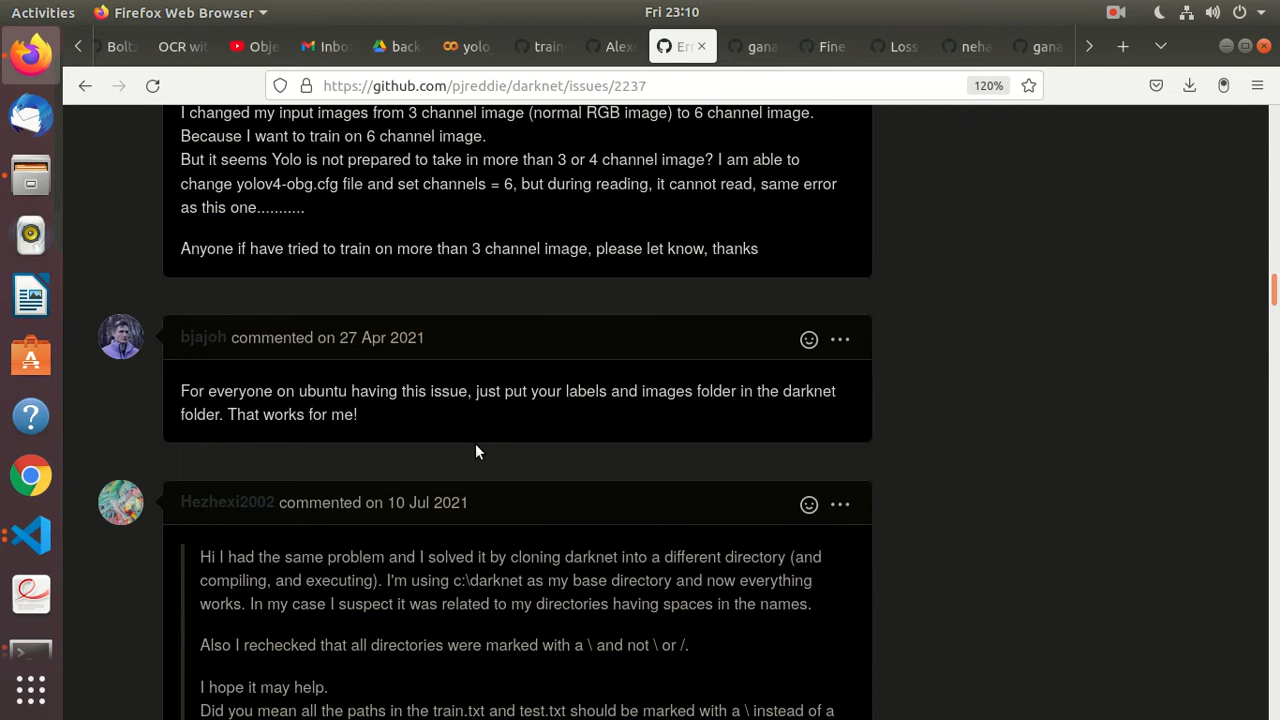 Activities
Firefox Web Browser
Fri 23:10
Boltz
OCR wit
Obje
Inbo
back
yolo_
train
Alex
Er
gana
Fine
Loss
neha
gana
https://github.com/pjreddie/darknet/issues/2237
120%
I changed my input images from 3 channel image (normal RGB image) to 6 channel image.
Because I want to train on 6 channel image.
But it seems Yolo is not prepared to take in more than 3 or 4 channel image? I am able to
change yolov4-obg.cfg file and set channels = 6, but during reading, it cannot read, same error
as this one...........
Anyone if have tried to train on more than 3 channel image, please let know, thanks
bjajoh commented on 27 Apr 2021
For everyone on ubuntu having this issue, just put your labels and images folder in the darknet
folder. That works for me!
Hezhexi2002 commented on 10 Jul 2021
Hi I had the same problem and I solved it by cloning darknet into a different directory (and
compiling, and executing). I'm using c:\darknet as my base directory and now everything
works. In my case I suspect it was related to my directories having spaces in the names.
Also I rechecked that all directories were marked with a \ and not \ or /.
I hope it may help.
Did you mean all the paths in the train.txt and test.txt should be marked with a \ instead of a